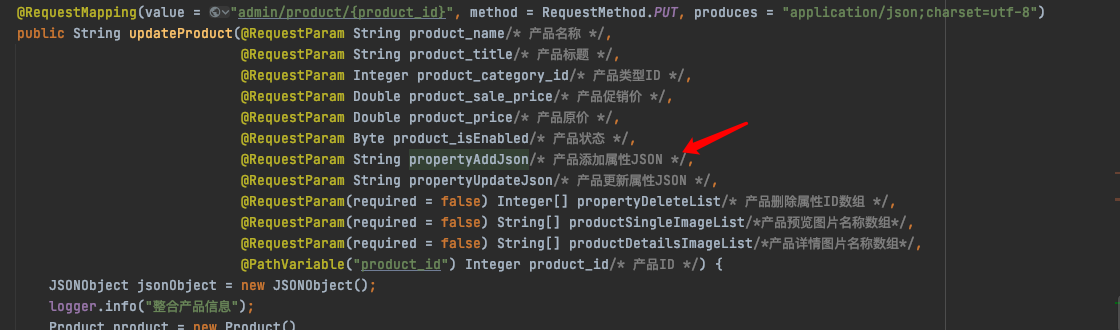 @RequestMapping(value = "admin/product/{product_id}", method = RequestMethod.PUT, produces = "application/json;charset=utf-8")
public String updateProduct(@RequestParam String product_name/* 产品名称 */,
@RequestParam String product_title/* 产品标题 */,
@RequestParam Integer product_category_id/* 产品类型ID */,
@RequestParam Double product_sale_price/* 产品促销价 */,
@RequestParam Double product_price/* 产品原价 */,
@RequestParam Byte product_isEnabled/* 产品状态 */,
@RequestParam String propertyAddJson/* 产品添加属性JSON */,
@RequestParam String propertyUpdateJson/* 产品更新属性JSON */,
@RequestParam(required = false) Integer[] propertyDeleteList/* 产品删除属性ID数组 */,
@RequestParam(required = false) String[] productSingleImageList/*产品预览图片名称数组*/,
@RequestParam(required = false) String[] productDetailsImageList/*产品详情图片名称数组*/,
@PathVariable("product_id") Integer product_id/* 产品ID */) {
JSONObject jsonObject = new JSONObject();
logger.info("整合产品信息");
Product product = new Product()